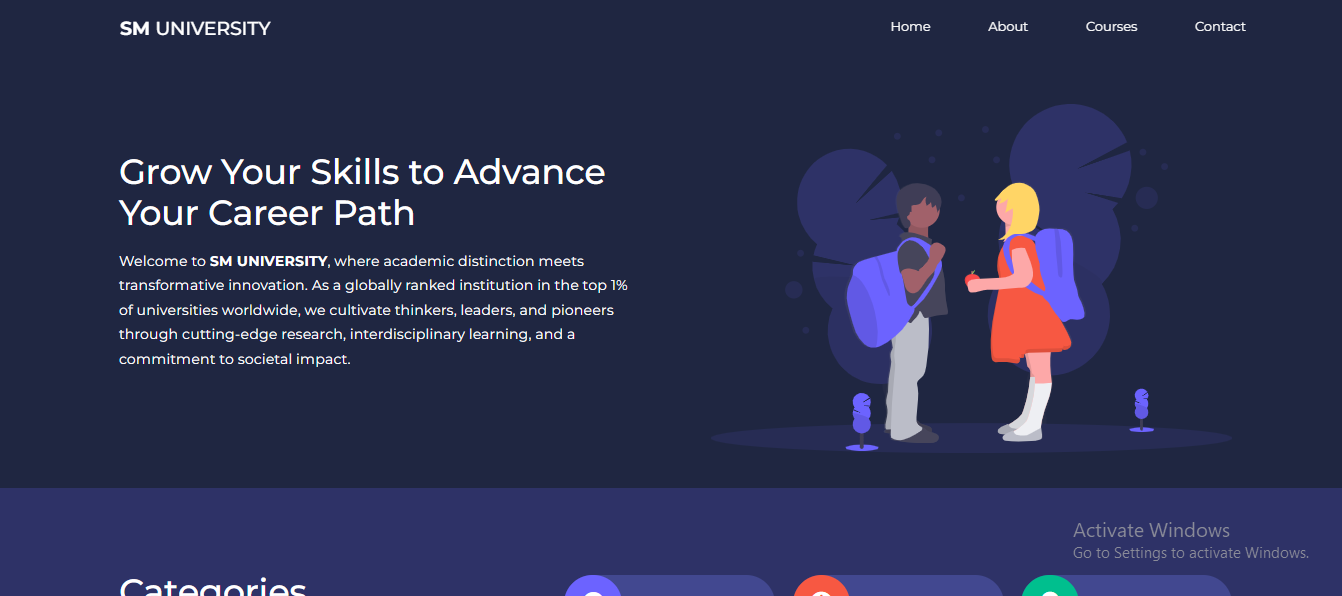 SM UNIVERSITY
Home About Courses Contact
Grow Your Skills to Advance
Your Career Path
Welcome to SM UNIVERSITY, where academic distinction meets
transformative innovation. As a globally ranked institution in the top 1%
of universities worldwide, we cultivate thinkers, leaders, and pioneers
through cutting-edge research, interdisciplinary learning, and a
commitment to societal impact.
Activate Windows
Go to Settings to activate Windows.
Categories